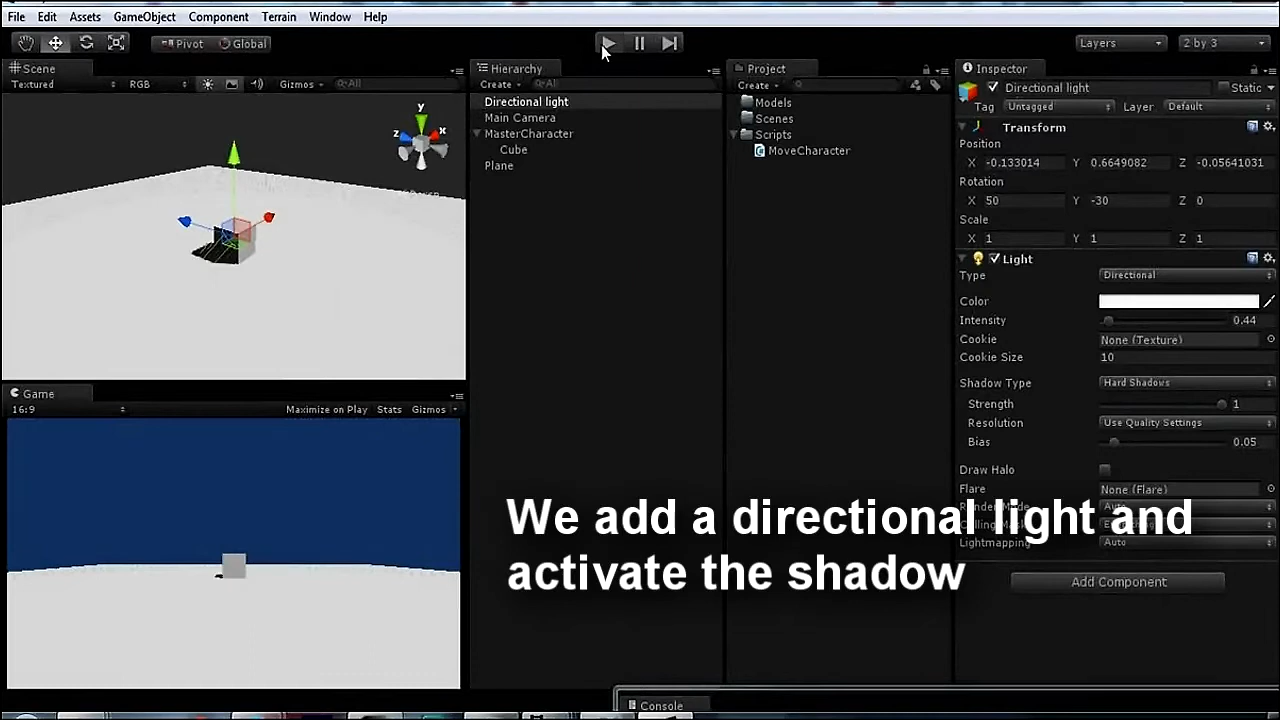 File Edit Assets GameObject Component Terrain Window Help
Pivot Global Layers 2 by 3
Scene
Textured RGB Gizmos All
y
z x
Game
16:9 Maximize on Play Stats Gizmos
Hierarchy
Create All
Directional light
Main Camera
MasterCharacter
Cube
Plane
Project
Create
Models
Scenes
Scripts
MoveCharacter
Inspector
Directional light Static
Tag Untagged Layer Default
Transform
Position
X -0.133014 Y 0.6649082 Z -0.05641031
Rotation
X 50 Y -30 Z 0
Scale
X 1 Y 1 Z 1
Light
Type Directional
Color
Intensity 0.44
Cookie None (Texture)
Cookie Size 10
Shadow Type Hard Shadows
Strength 1
Resolution Use Quality Settings
Bias 0.05
Draw Halo
Flare None (Flare)
Auto
Lightmapping Auto
Add Component
We add a directional light and
activate the shadow
Console